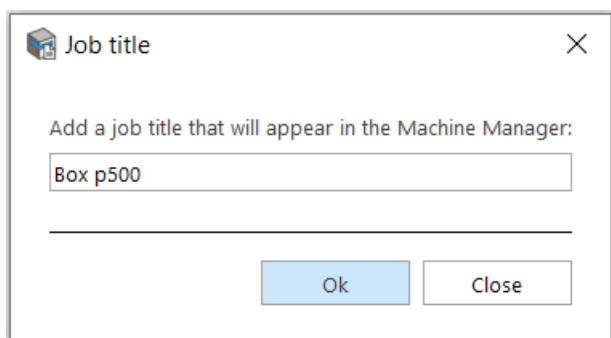 Job title
Add a job title that will appear in the Machine Manager:
Box p500
Ok Close